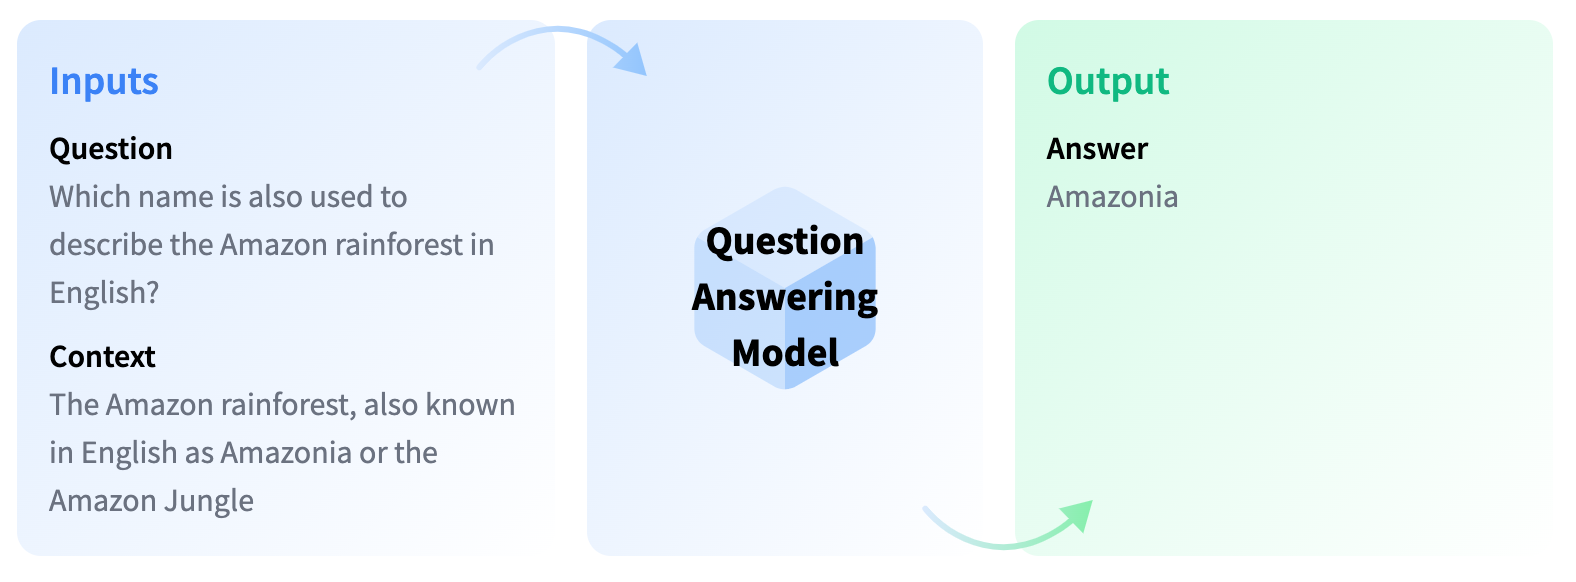 Inputs
Question
Which name is also used to
describe the Amazon rainforest in
English?
Context
The Amazon rainforest, also known
in English as Amazonia or the
Amazon Jungle
Question
Answering
Model
Output
Answer
Amazonia